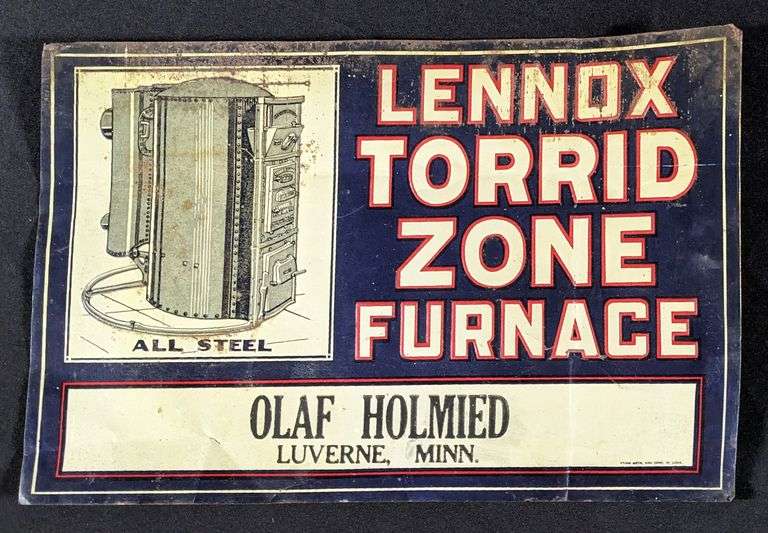 LENNOX
TORRID
ZONE
FURNACE
ALL STEEL
OLAF HOLMIED
LUVERNE, MINN.